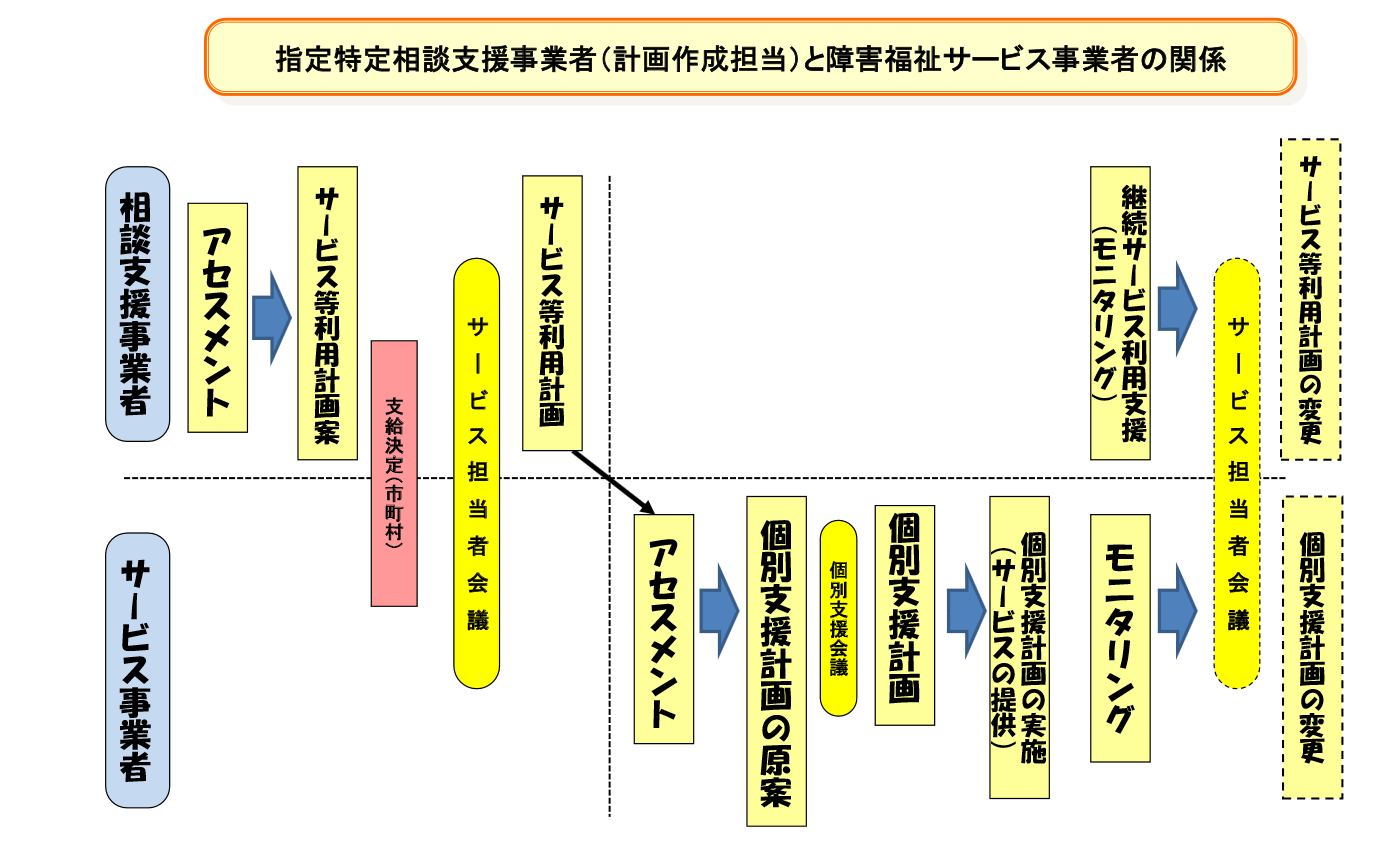 指定特定相談支援事業者（計画作成担当）と障害福祉サービス事業者の関係
相談支援事業者
アセスメント
サービス等利用計画案
支給決定（市町村）
サービス担当者会議
サービス等利用計画
継続サービス利用支援
（モニタリング）
サービス担当者会議
サービス等利用計画の変更
サービス事業者
アセスメント
個別支援計画の原案
個別支援会議
個別支援計画
個別支援計画の実施
（サービスの提供）
モニタリング
個別支援計画の変更